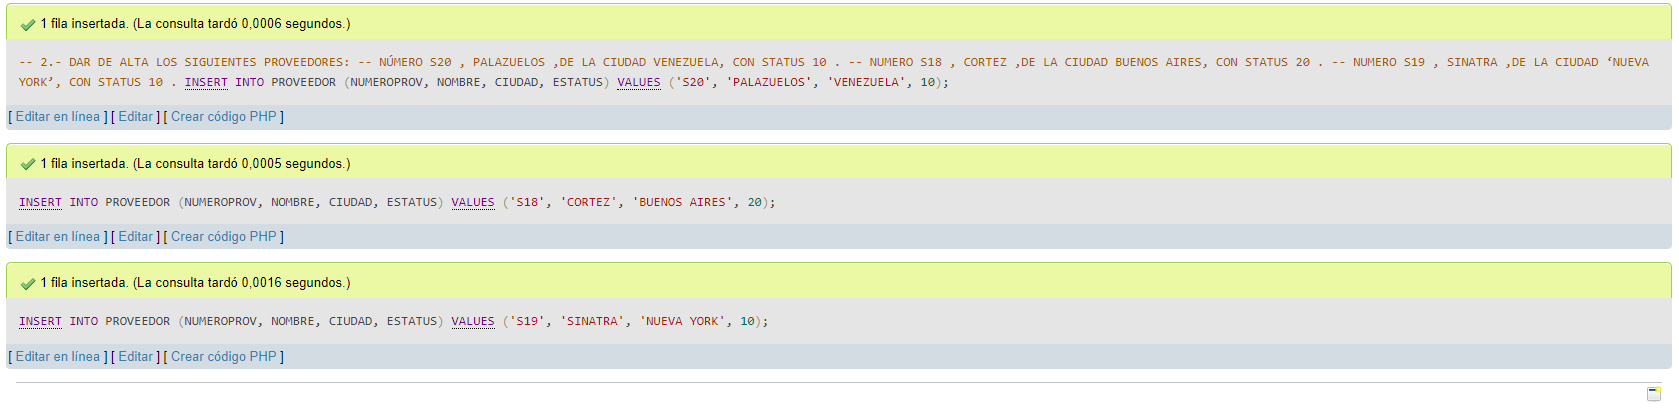 1 fila insertada. (La consulta tardó 0,0006 segundos.)
-- 2.- DAR DE ALTA LOS SIGUIENTES PROVEEDORES: -- NÚMERO S20 , PALAZUELOS ,DE LA CIUDAD VENEZUELA, CON STATUS 10 . -- NUMERO S18 , CORTEZ ,DE LA CIUDAD BUENOS AIRES, CON STATUS 20 . -- NUMERO S19 , SINATRA ,DE LA CIUDAD ‘NUEVA
YORK’, CON STATUS 10 . INSERT INTO PROVEEDOR (NUMEROPROV, NOMBRE, CIUDAD, ESTATUS) VALUES ('S20', 'PALAZUELOS', 'VENEZUELA', 10);
[ Editar en línea ] [ Editar ] [ Crear código PHP ]
1 fila insertada. (La consulta tardó 0,0005 segundos.)
INSERT INTO PROVEEDOR (NUMEROPROV, NOMBRE, CIUDAD, ESTATUS) VALUES ('S18', 'CORTEZ', 'BUENOS AIRES', 20);
[ Editar en línea ] [ Editar ] [ Crear código PHP ]
1 fila insertada. (La consulta tardó 0,0016 segundos.)
INSERT INTO PROVEEDOR (NUMEROPROV, NOMBRE, CIUDAD, ESTATUS) VALUES ('S19', 'SINATRA', 'NUEVA YORK', 10);
[ Editar en línea ] [ Editar ] [ Crear código PHP ]